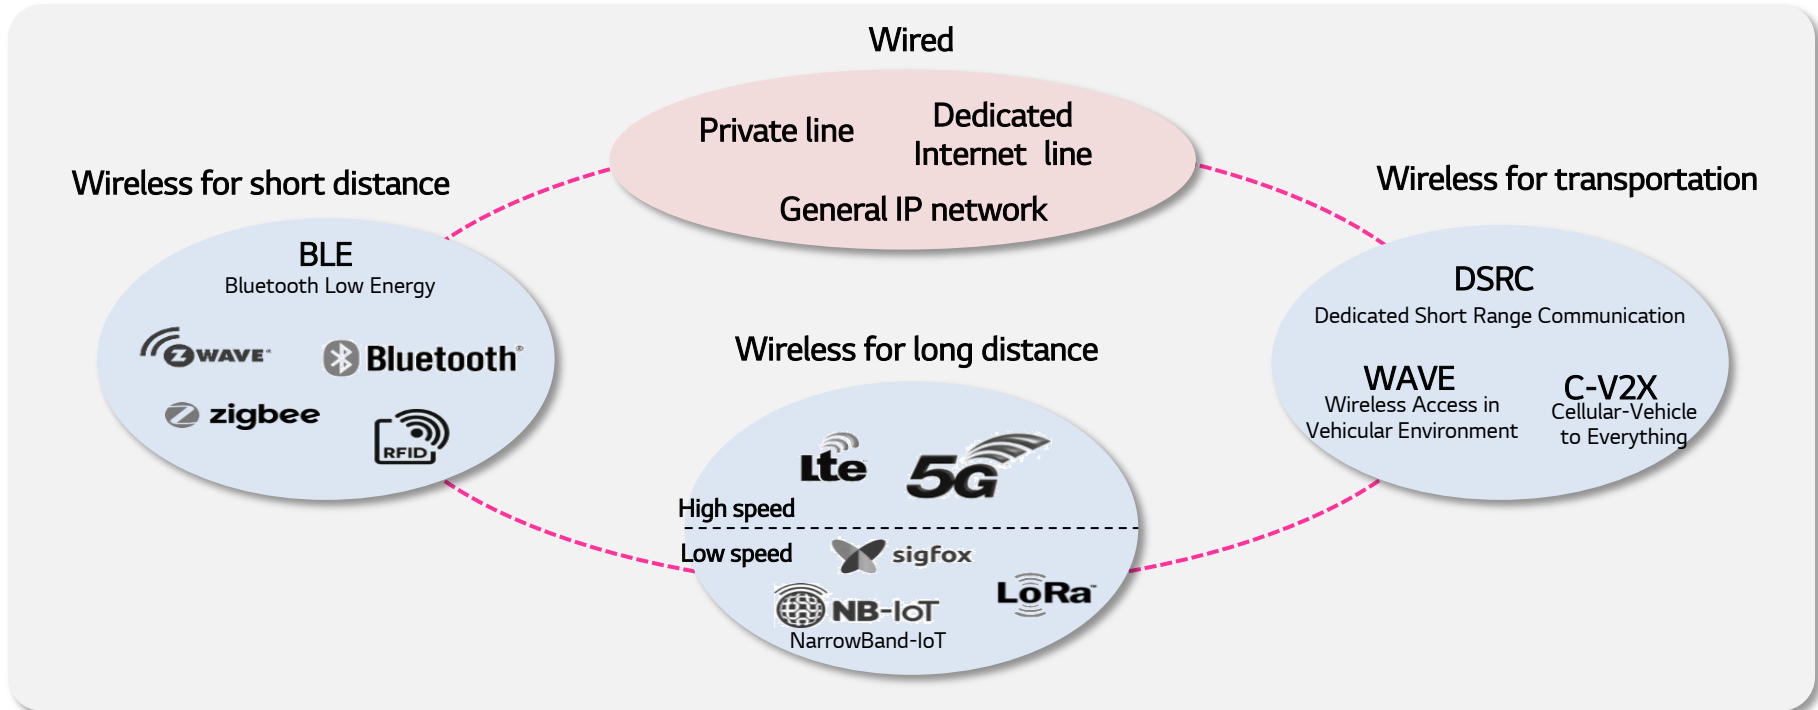 Wired
Private line
Dedicated
Internet line
General IP network
Wireless for short distance
BLE
Bluetooth Low Energy
Z WAVE
Bluetooth®
zigbee
RFID
Wireless for long distance
Lte
5G
High speed
Low speed
sigfox
NB-IoT
NarrowBand-IoT
LoRa™
Wireless for transportation
DSRC
Dedicated Short Range Communication
WAVE
Wireless Access in
Vehicular Environment
C-V2X
Cellular-Vehicle
to Everything